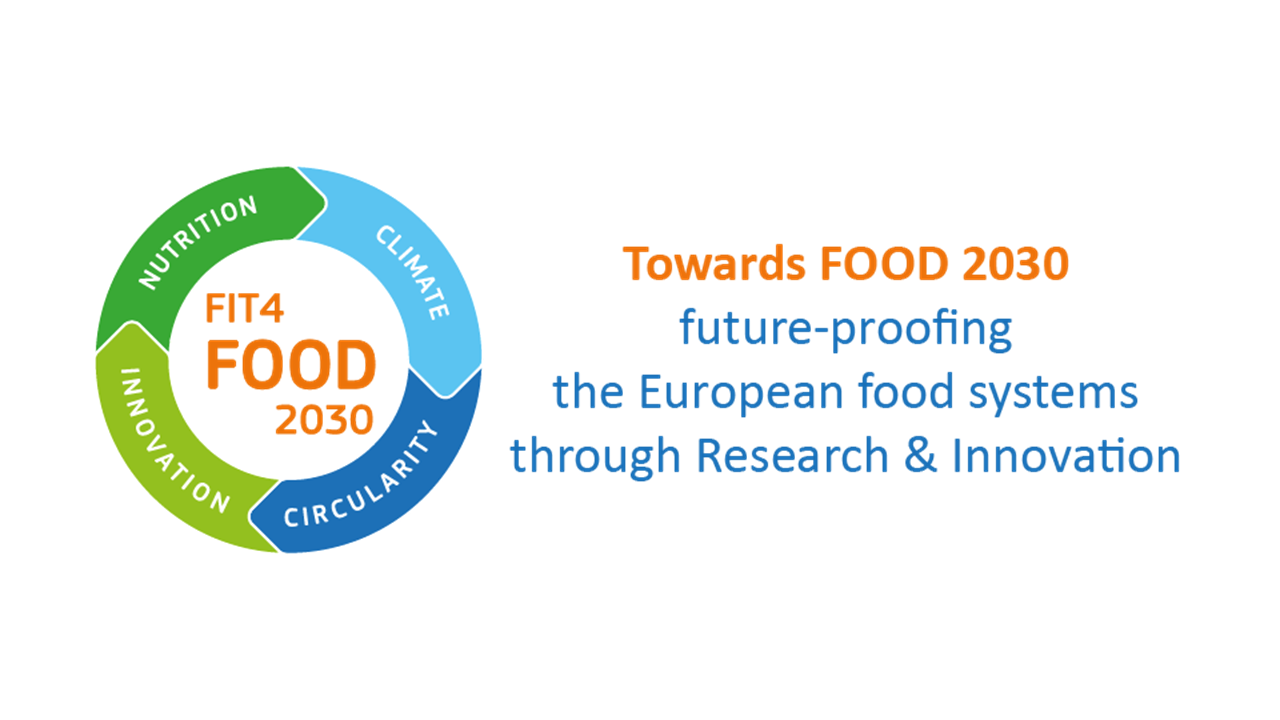 NUTRITION
CLIMATE
CIRCULARITY
INNOVATION
FIT4
FOOD
2030
Towards FOOD 2030
future-proofing
the European food systems
through Research & Innovation